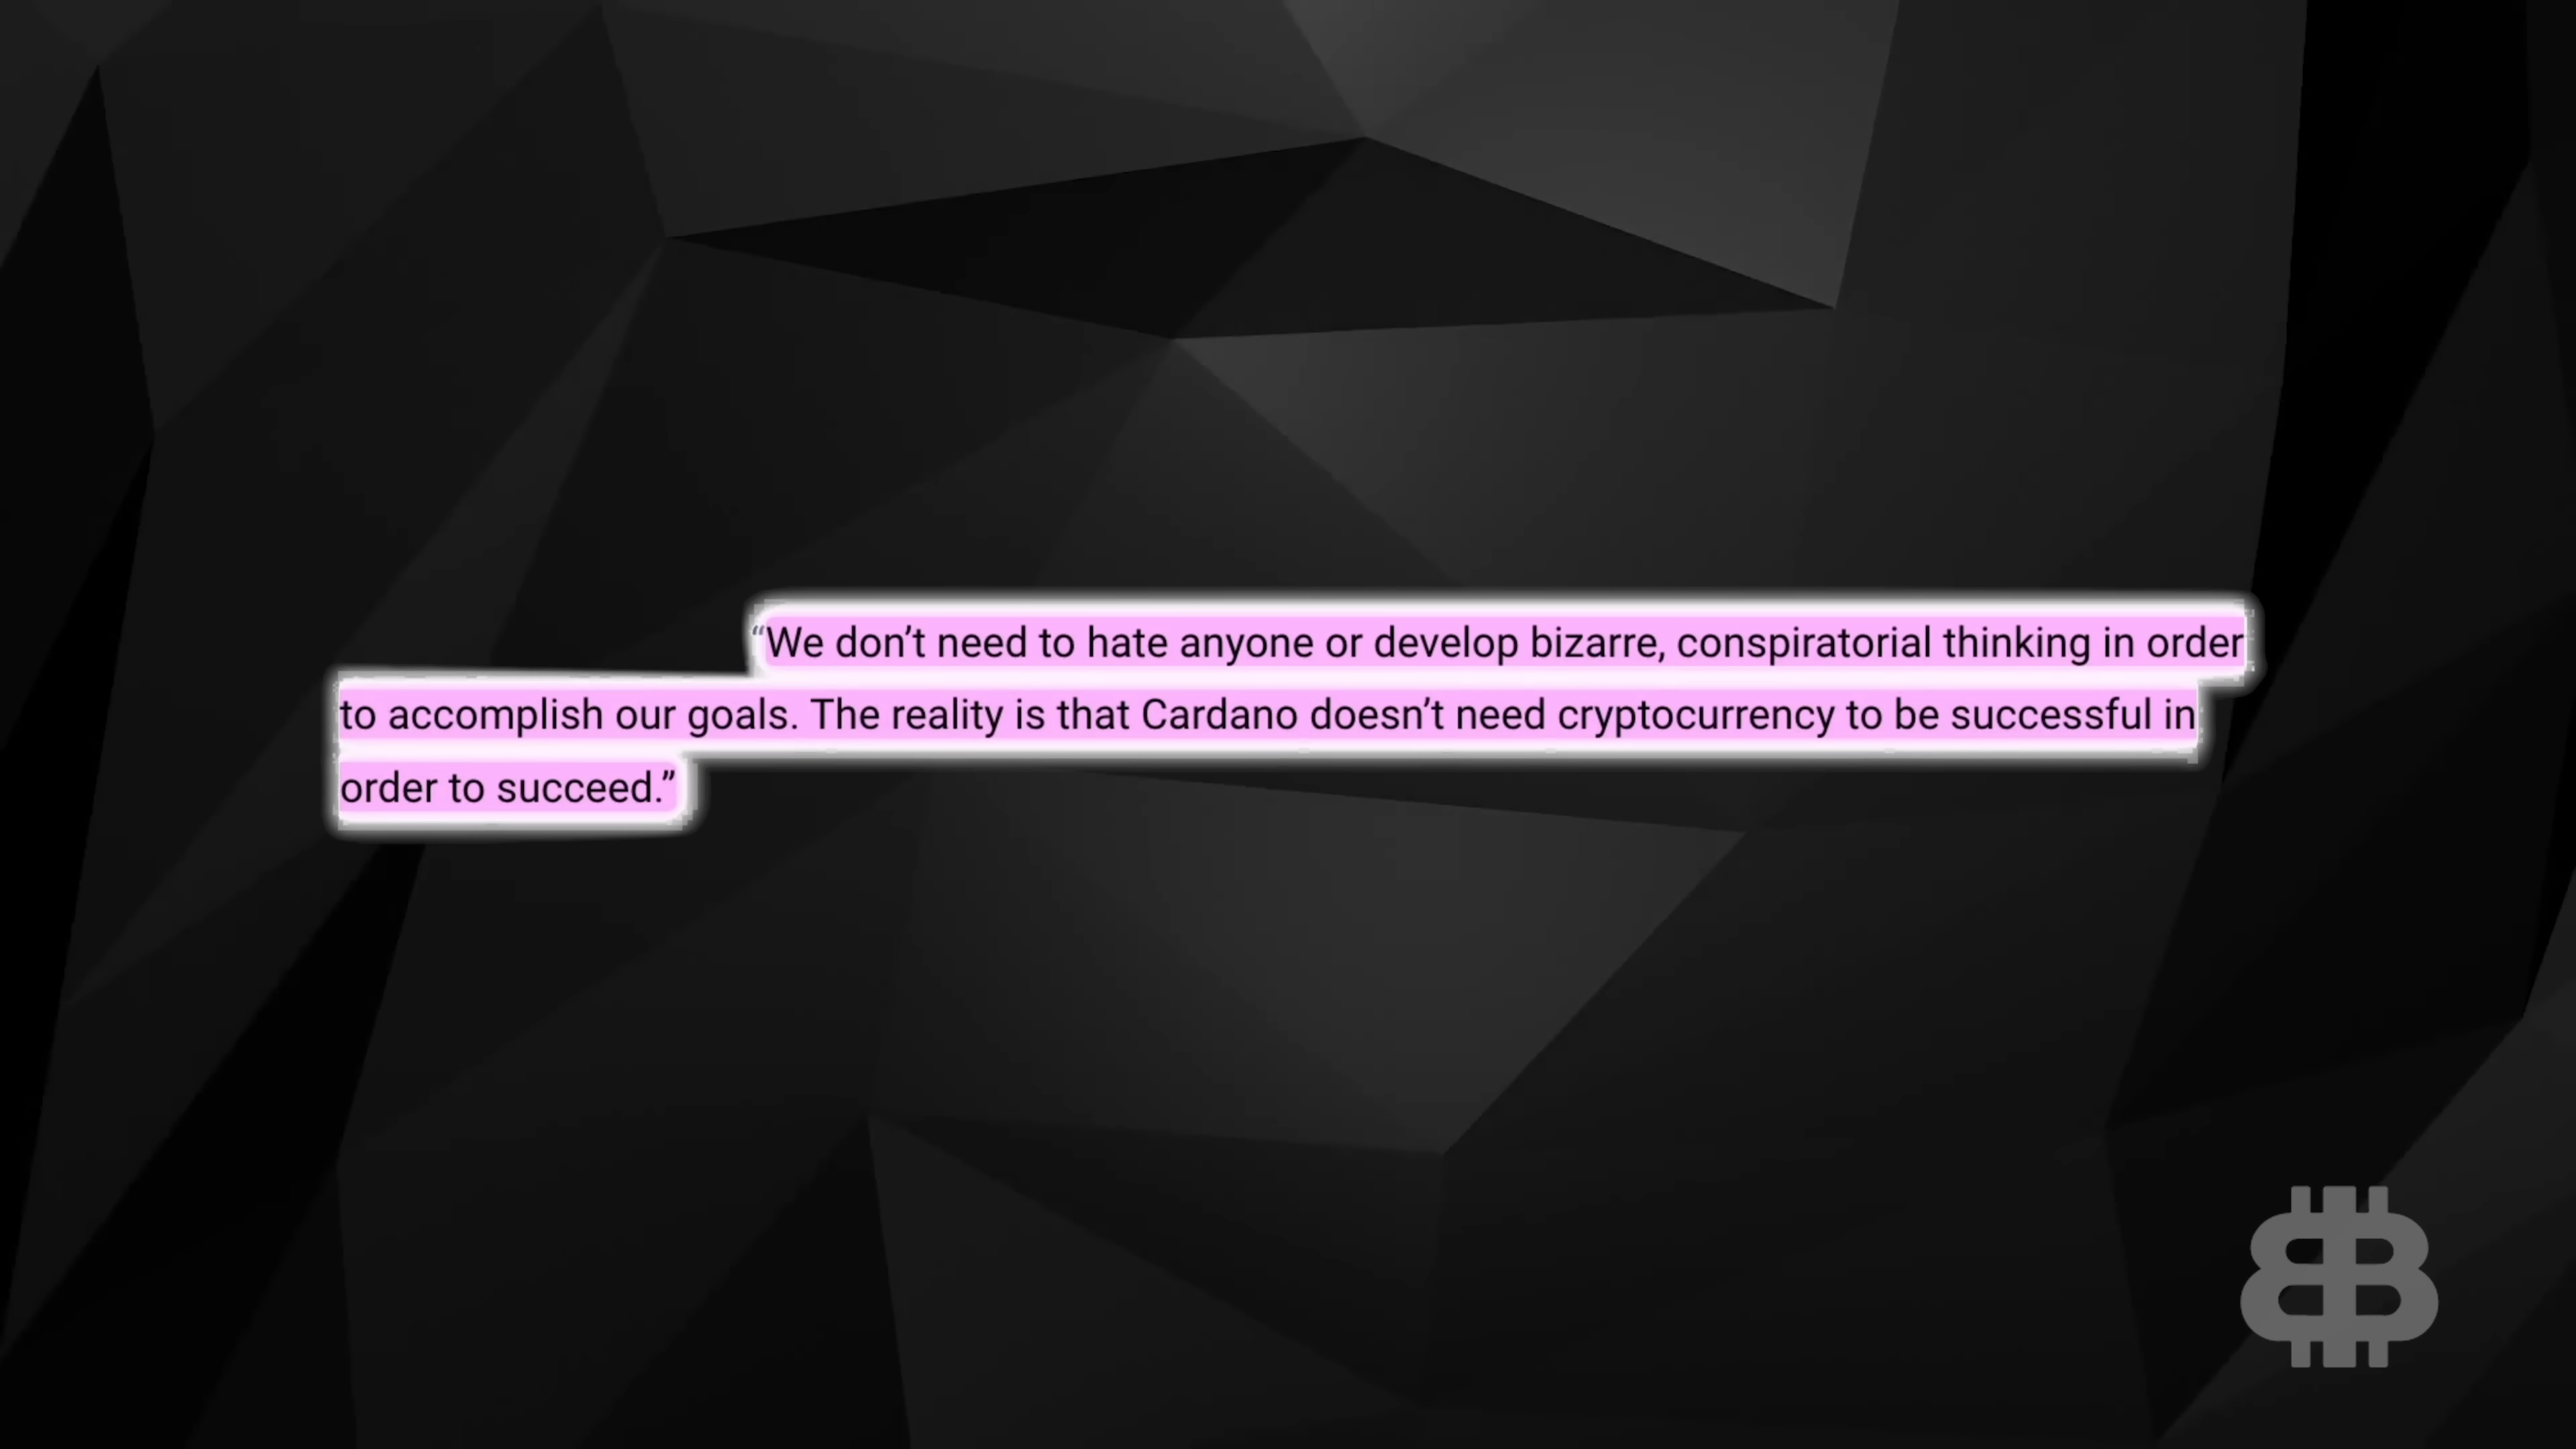 “We don’t need to hate anyone or develop bizarre, conspiratorial thinking in order
to accomplish our goals. The reality is that Cardano doesn’t need cryptocurrency to be successful in
order to succeed.”